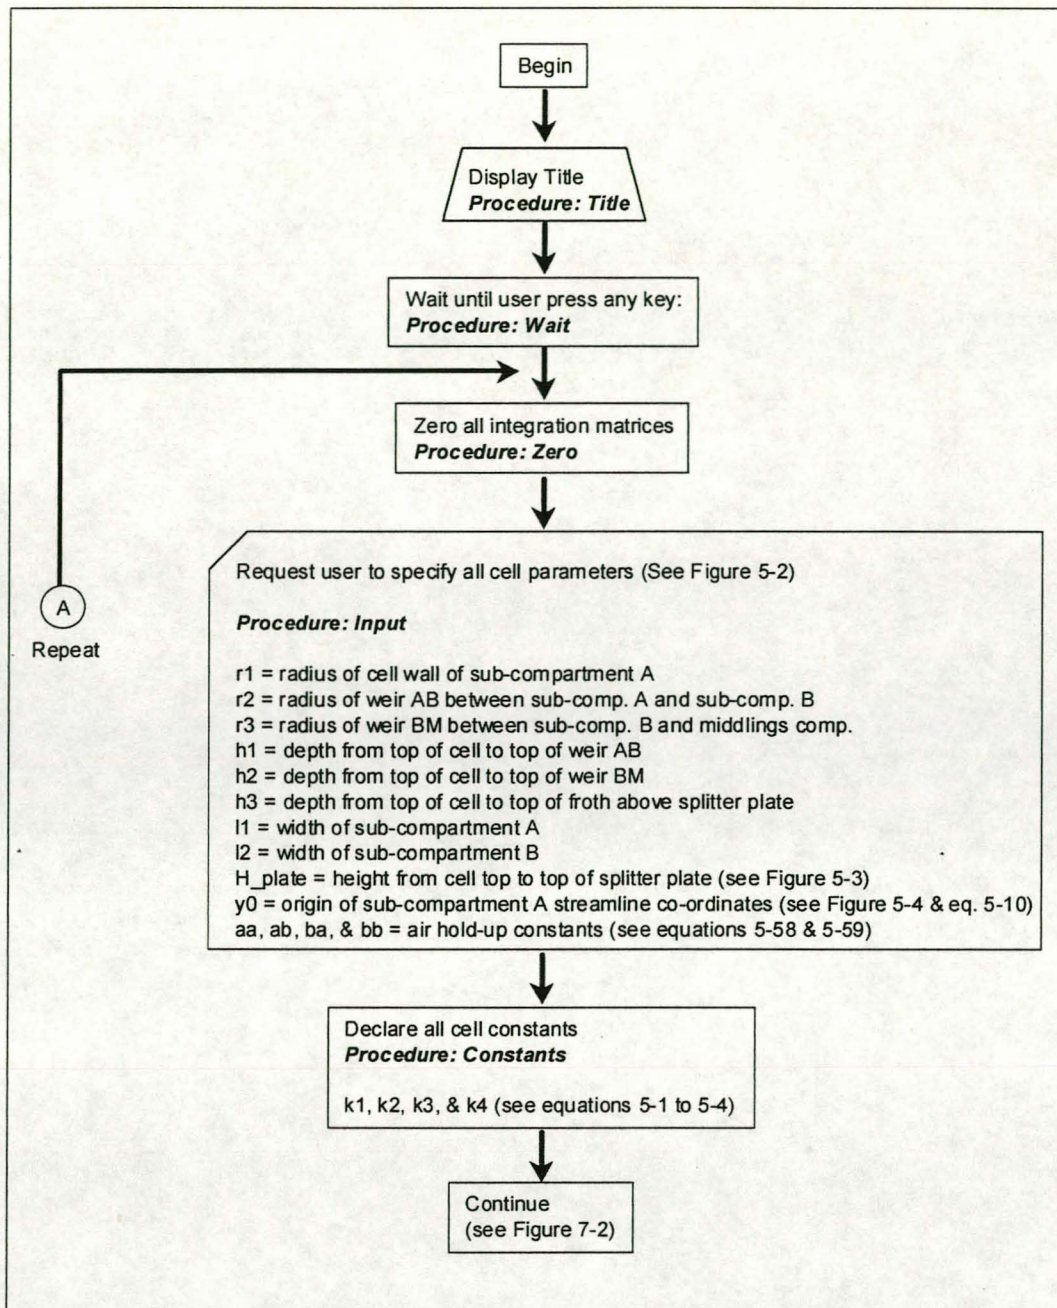 Begin
Display Title
Procedure: Title
Wait until user press any key:
Procedure: Wait
Zero all integration matrices
Procedure: Zero
A
Repeat
Request user to specify all cell parameters (See Figure 5-2)
Procedure: Input
r1 = radius of cell wall of sub-compartment A
r2 = radius of weir AB between sub-comp. A and sub-comp. B
r3 = radius of weir BM between sub-comp. B and middlings comp.
h1 = depth from top of cell to top of weir AB
h2 = depth from top of cell to top of weir BM
h3 = depth from top of cell to top of froth above splitter plate
l1 = width of sub-compartment A
l2 = width of sub-compartment B
H_plate = height from cell top to top of splitter plate (see Figure 5-3)
y0 = origin of sub-compartment A streamline co-ordinates (see Figure 5-4 & eq. 5-10)
aa, ab, ba, & bb = air hold-up constants (see equations 5-58 & 5-59)
Declare all cell constants
Procedure: Constants
k1, k2, k3, & k4 (see equations 5-1 to 5-4)
Continue
(see Figure 7-2)